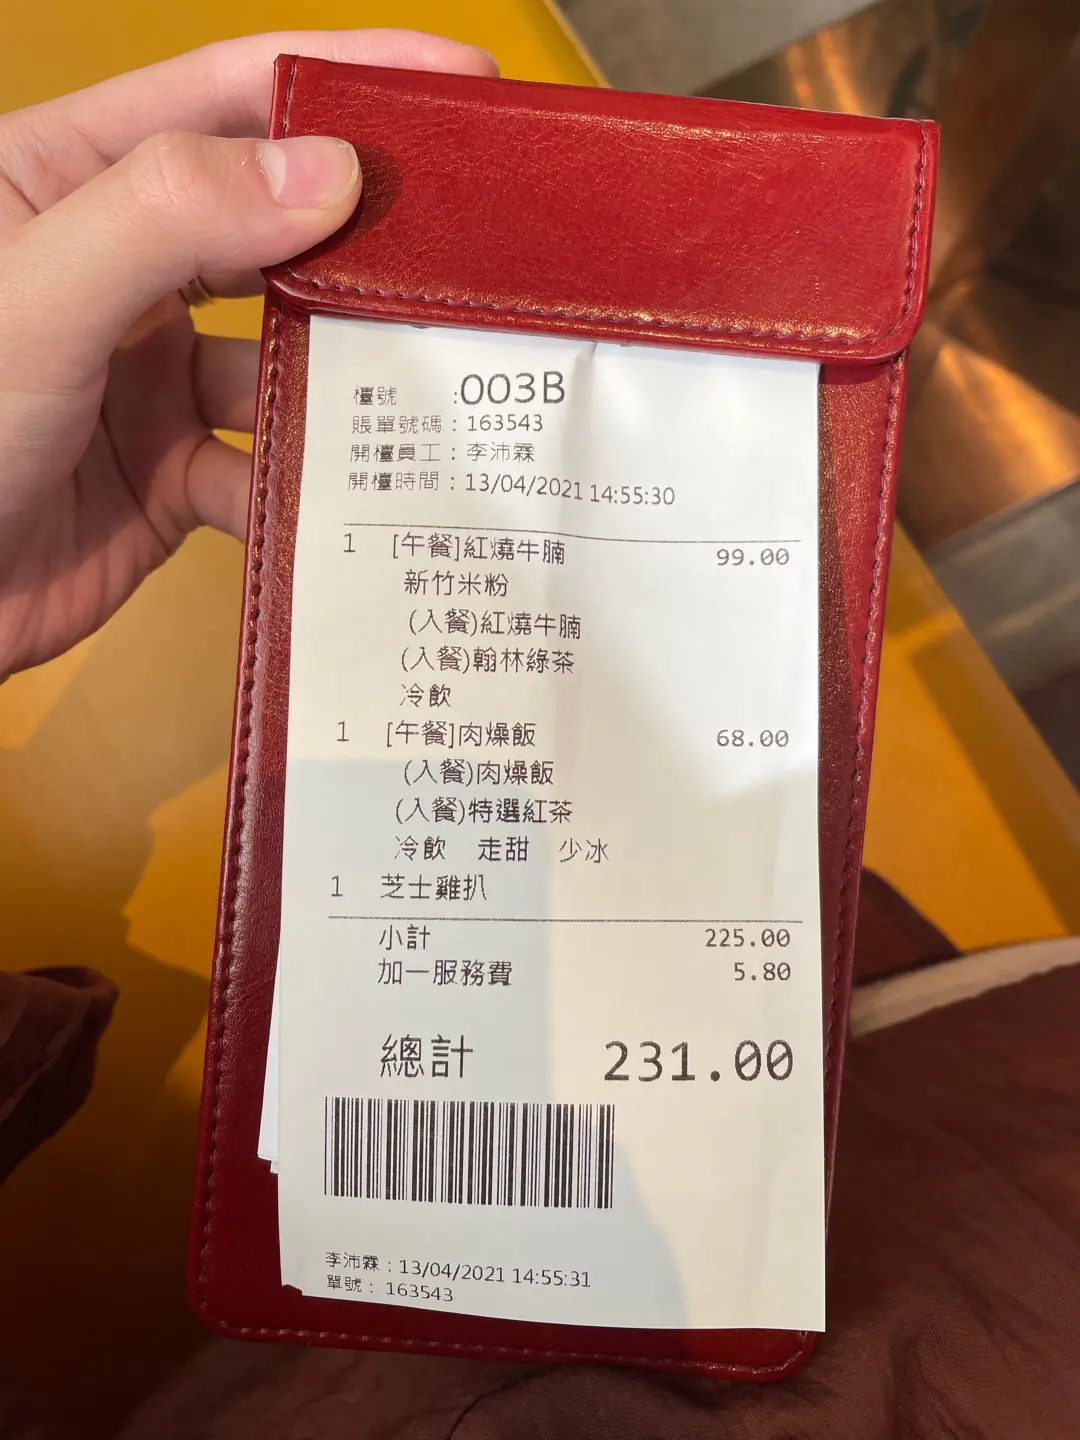 檯號 :003B
賬單號碼：163543
開檯員工：李沛霖
開檯時間：13/04/2021 14:55:30
1 [午餐]紅燒牛腩 99.00
新竹米粉
(入餐)紅燒牛腩
(入餐)翰林綠茶
冷飲
1 [午餐]肉燥飯 68.00
(入餐)肉燥飯
(入餐)特選紅茶
冷飲 走甜 少冰
1 芝士雞扒
小計 225.00
加一服務費 5.80
總計 231.00
李沛霖：13/04/2021 14:55:31
單號：163543